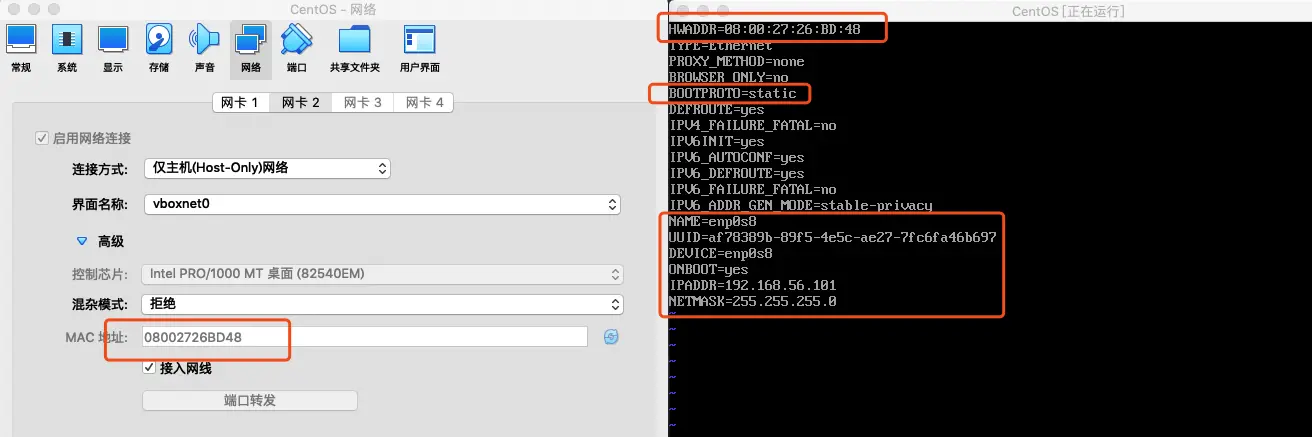 CentOS - 网络
常规
系统
显示
存储
声音
网络
端口
共享文件夹
用户界面
网卡 1
网卡 2
网卡 3
网卡 4
启用网络连接
连接方式: 仅主机(Host-Only)网络
界面名称: vboxnet0
高级
控制芯片: Intel PRO/1000 MT 桌面 (82540EM)
混杂模式: 拒绝
MAC 地址: 08002726BD48
接入网线
端口转发
CentOS [正在运行]
HWADDR=08:00:27:26:BD:48
TYPE=Ethernet
PROXY_METHOD=none
BROWSER_ONLY=no
BOOTPROTO=static
DEFROUTE=yes
IPV4_FAILURE_FATAL=no
IPV6INIT=yes
IPV6_AUTOCONF=yes
IPV6_DEFROUTE=yes
IPV6_FAILURE_FATAL=no
IPV6_ADDR_GEN_MODE=stable-privacy
NAME=enp0s8
UUID=af78389b-89f5-4e5c-ae27-7fc6fa46b697
DEVICE=enp0s8
ONBOOT=yes
IPADDR=192.168.56.101
NETMASK=255.255.255.0
~
~
~
~
~
~
~
~